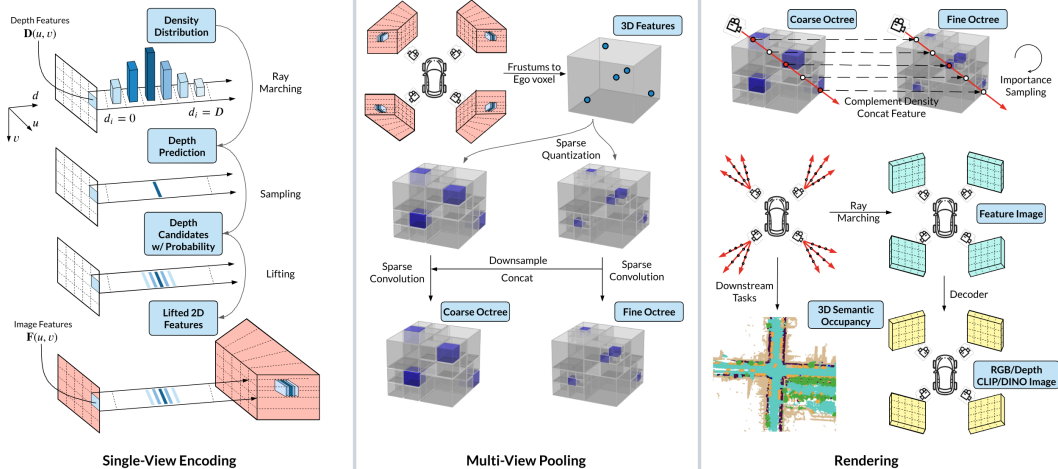 Depth Features
D(u, v)
Density
Distribution
Ray
Marching
d
u
v
d_i = 0
d_i = D
Depth
Prediction
Sampling
Depth
Candidates
w/ Probability
Lifting
Lifted 2D
Features
Image Features
F(u, v)
Single-View Encoding
3D Features
Frustums to
Ego voxel
Sparse
Quantization
Sparse
Convolution
Downsample
Concat
Sparse
Convolution
Coarse Octree
Fine Octree
Multi-View Pooling
Coarse Octree
Fine Octree
Importance
Sampling
Complement Density
Concat Feature
Ray
Marching
Feature Image
Downstream
Tasks
Decoder
3D Semantic
Occupancy
RGB/Depth
CLIP/DINO Image
Rendering